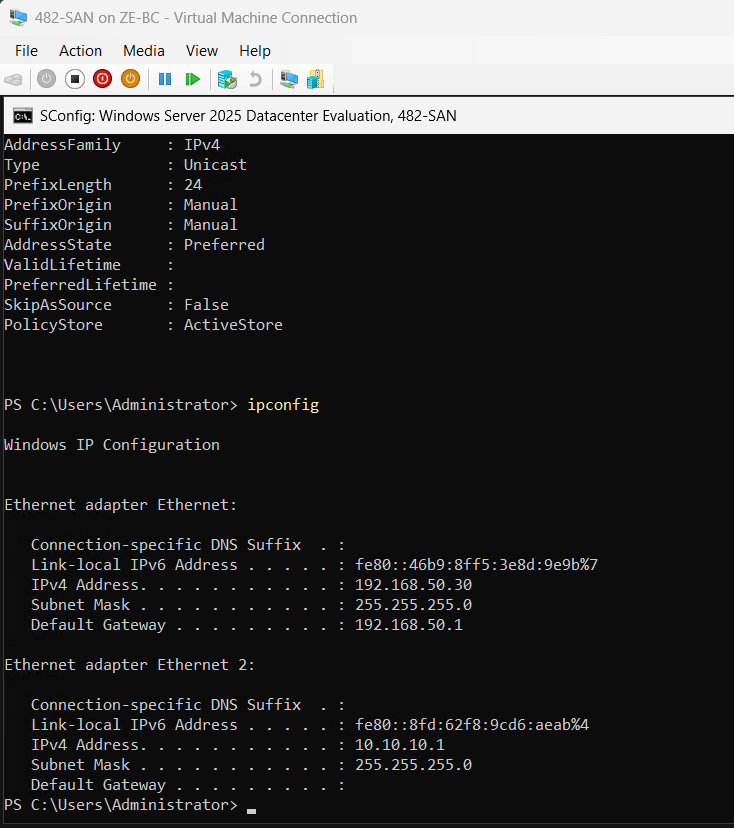 482-SAN on ZE-BC - Virtual Machine Connection
File Action Media View Help
SConfig: Windows Server 2025 Datacenter Evaluation, 482-SAN
AddressFamily     : IPv4
Type              : Unicast
PrefixLength      : 24
PrefixOrigin      : Manual
SuffixOrigin      : Manual
AddressState      : Preferred
ValidLifetime     :
PreferredLifetime :
SkipAsSource      : False
PolicyStore       : ActiveStore
PS C:\Users\Administrator> ipconfig
Windows IP Configuration
Ethernet adapter Ethernet:
   Connection-specific DNS Suffix  . :
   Link-local IPv6 Address . . . . . : fe80::46b9:8ff5:3e8d:9e9b%7
   IPv4 Address. . . . . . . . . . . : 192.168.50.30
   Subnet Mask . . . . . . . . . . . : 255.255.255.0
   Default Gateway . . . . . . . . . : 192.168.50.1
Ethernet adapter Ethernet 2:
   Connection-specific DNS Suffix  . :
   Link-local IPv6 Address . . . . . : fe80::8fd:62f8:9cd6:aeab%4
   IPv4 Address. . . . . . . . . . . : 10.10.10.1
   Subnet Mask . . . . . . . . . . . : 255.255.255.0
   Default Gateway . . . . . . . . . :
PS C:\Users\Administrator>